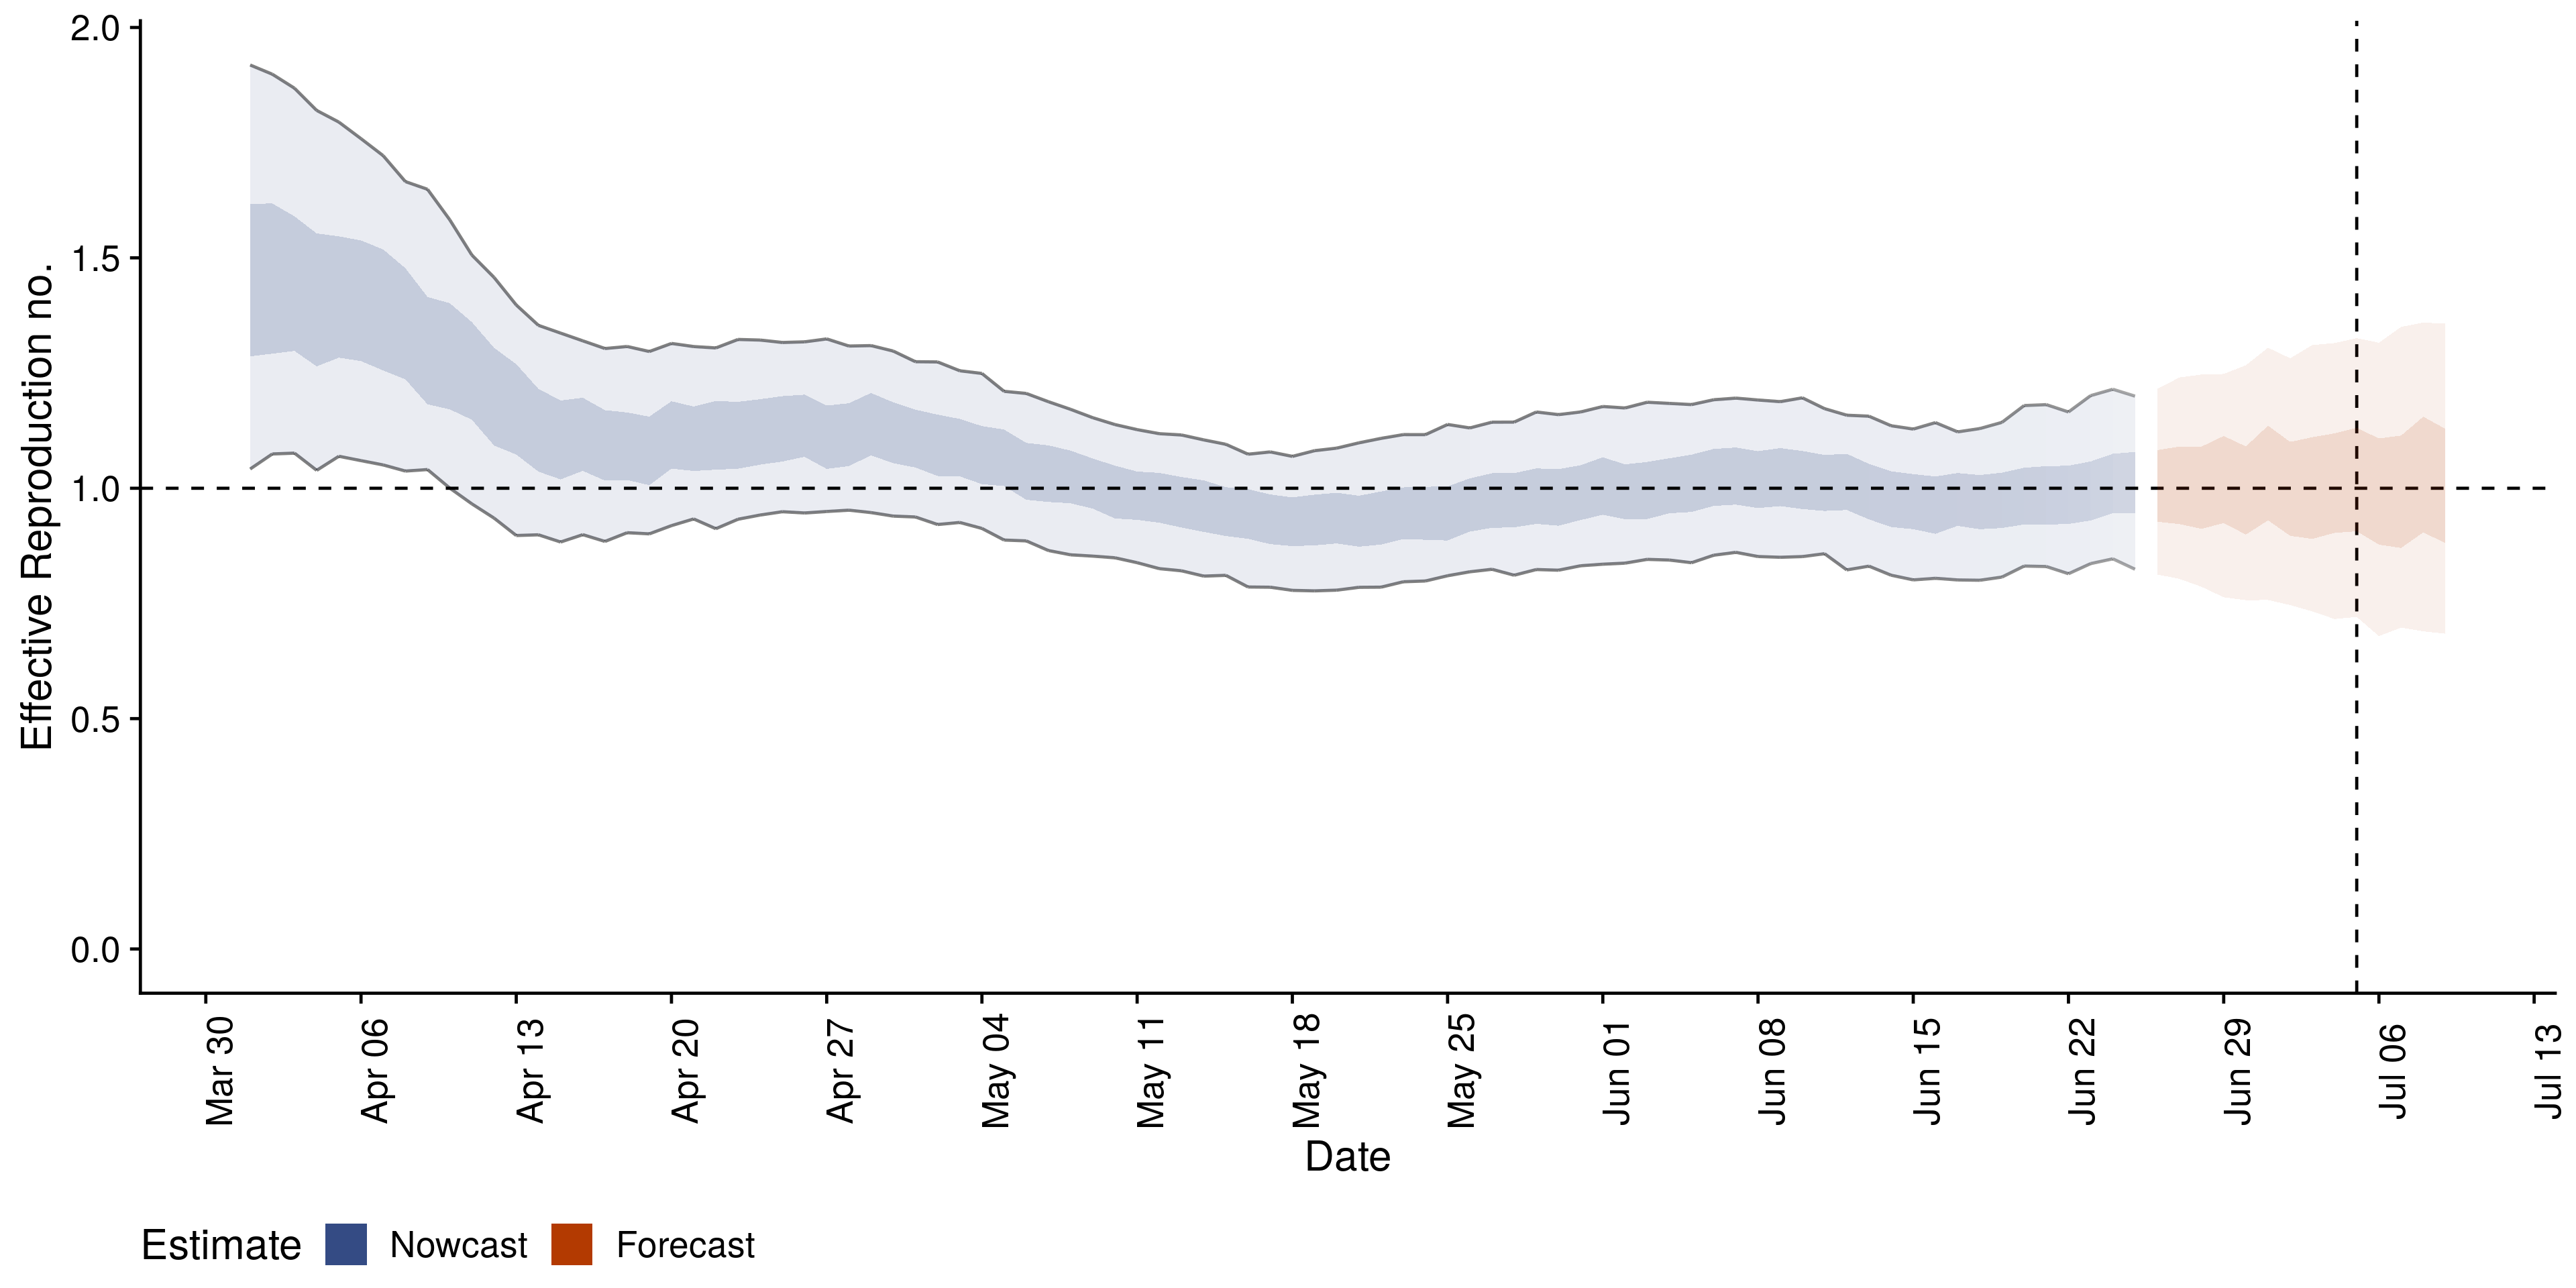 Effective Reproduction no.
2.0
1.5
1.0
0.5
0.0
Mar 30
Apr 06
Apr 13
Apr 20
Apr 27
May 04
May 11
May 18
May 25
Jun 01
Jun 08
Jun 15
Jun 22
Jun 29
Jul 06
Jul 13
Date
Estimate Nowcast Forecast